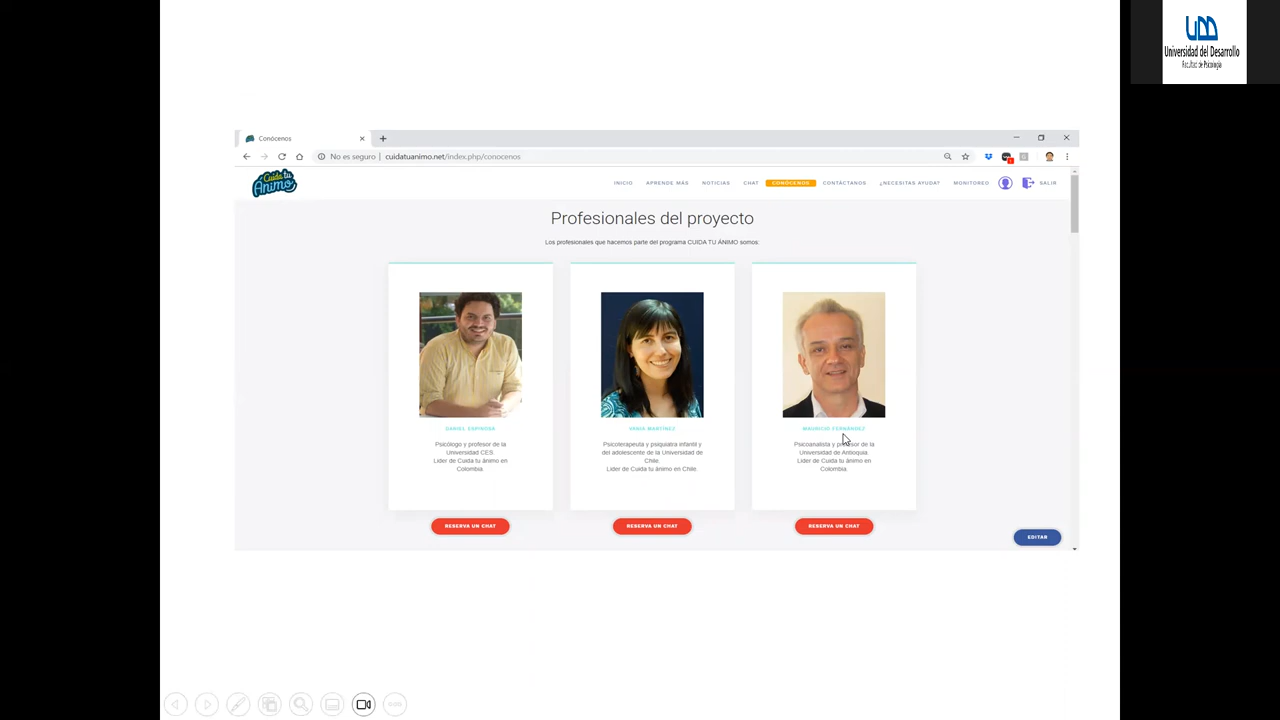 Universidad del Desarrollo
Facultad de Psicología
Conócenos
No es seguro
cuidatuanimo.net/index.php/conocenos
Cuida tu
Ánimo
INICIO
APRENDE MÁS
NOTICIAS
CHAT
CONÓCENOS
CONTÁCTANOS
¿NECESITAS AYUDA?
MONITOREO
SALIR
Profesionales del proyecto
Los profesionales que hacemos parte del programa CUIDA TU ÁNIMO somos:
DANIEL ESPINOSA
Psicólogo y profesor de la
Universidad CES.
Líder de Cuida tu ánimo en
Colombia.
RESERVA UN CHAT
VANIA MARTÍNEZ
Psicoterapeuta y psiquiatra infantil y
del adolescente de la Universidad de
Chile.
Líder de Cuida tu ánimo en Chile.
RESERVA UN CHAT
MAURICIO FERNÁNDEZ
Psicoanalista y profesor de la
Universidad de Antioquia.
Líder de Cuida tu ánimo en
Colombia.
RESERVA UN CHAT
EDITAR